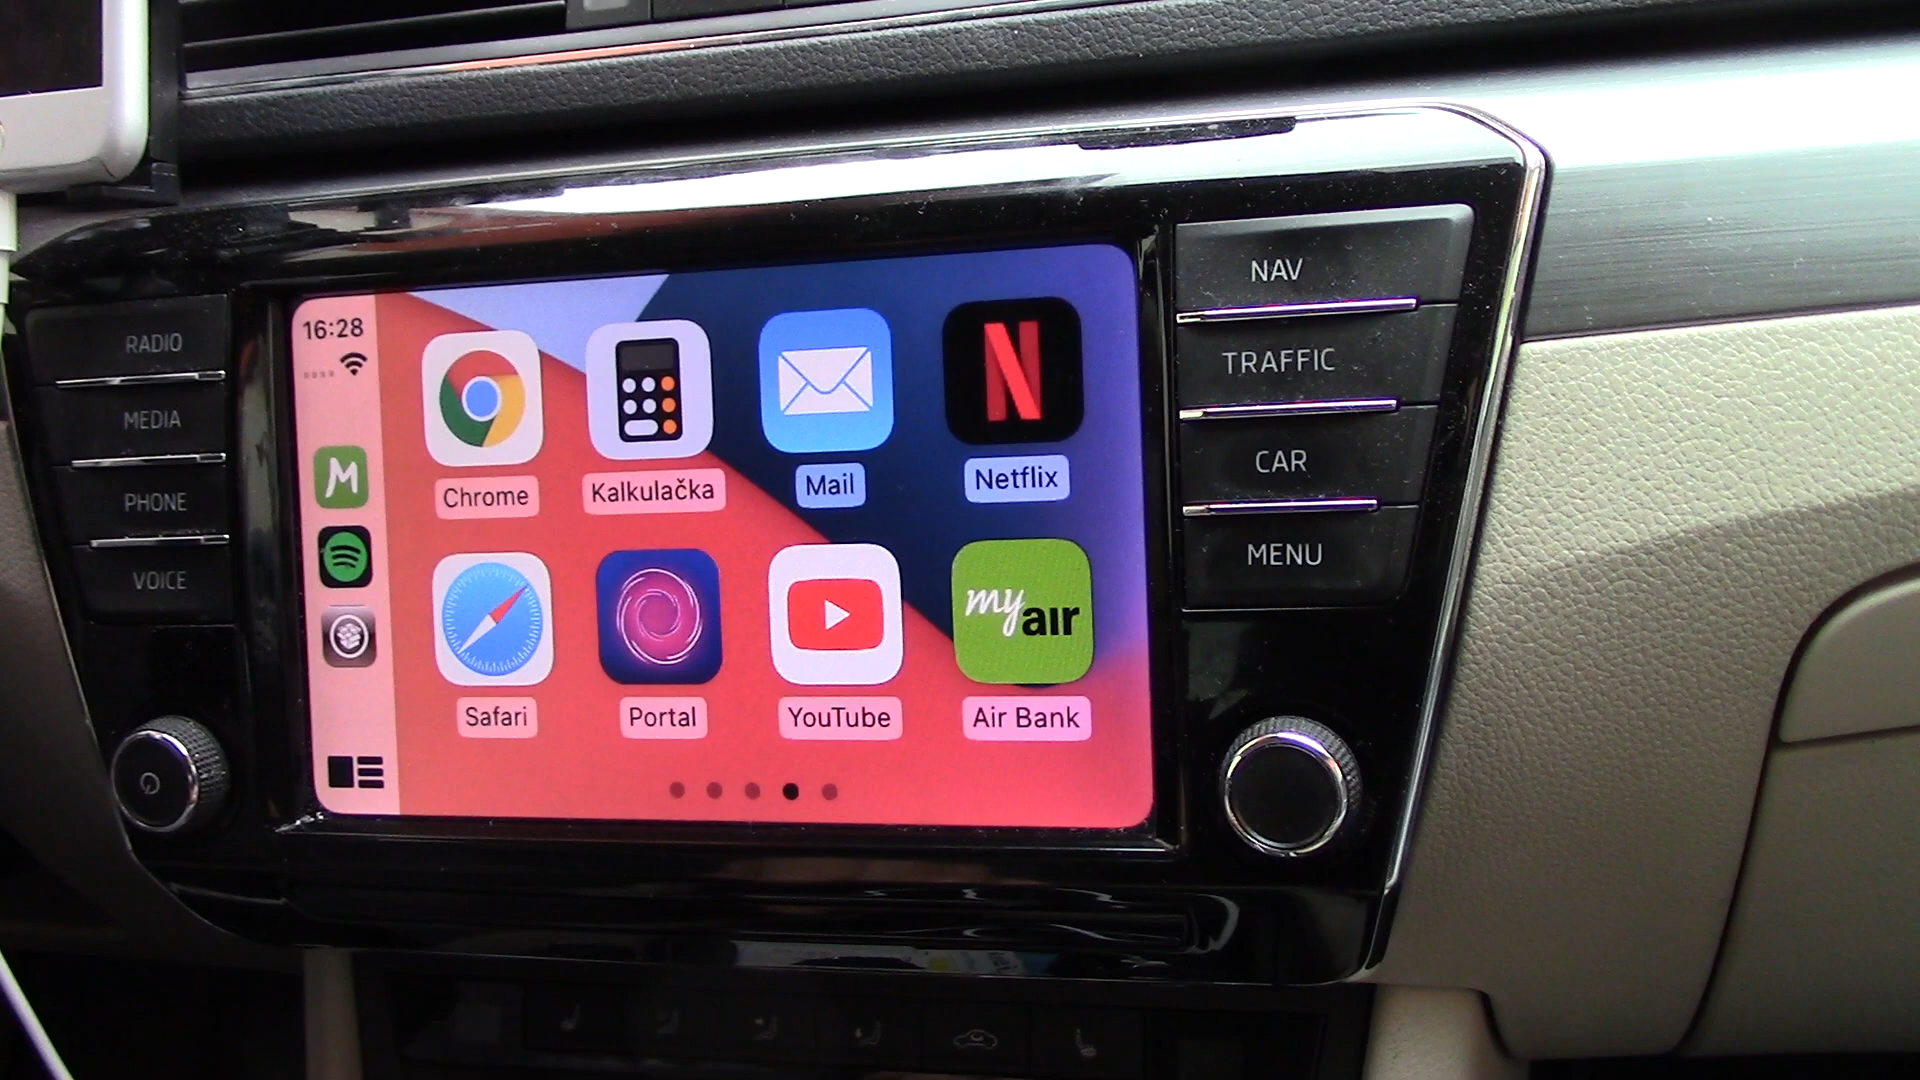 RADIO
MEDIA
PHONE
VOICE
16:28
M
Chrome
Kalkulačka
Mail
N
Netflix
Safari
Portal
YouTube
my air
Air Bank
NAV
TRAFFIC
CAR
MENU